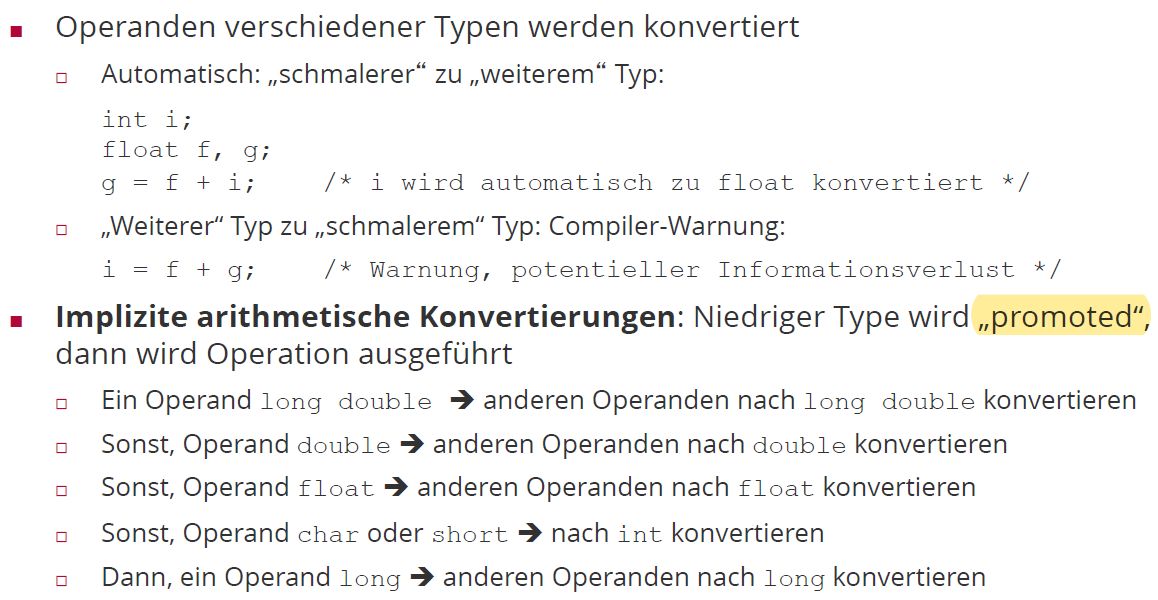 Operanden verschiedener Typen werden konvertiert
Automatisch: „schmalerer“ zu „weiterem“ Typ:
int i;
float f, g;
g = f + i;    /* i wird automatisch zu float konvertiert */
„Weiterer“ Typ zu „schmalerem“ Typ: Compiler-Warnung:
i = f + g;    /* Warnung, potentieller Informationsverlust */
Implizite arithmetische Konvertierungen: Niedriger Type wird „promoted“,
dann wird Operation ausgeführt
Ein Operand long double ➔ anderen Operanden nach long double konvertieren
Sonst, Operand double ➔ anderen Operanden nach double konvertieren
Sonst, Operand float ➔ anderen Operanden nach float konvertieren
Sonst, Operand char oder short ➔ nach int konvertieren
Dann, ein Operand long ➔ anderen Operanden nach long konvertieren